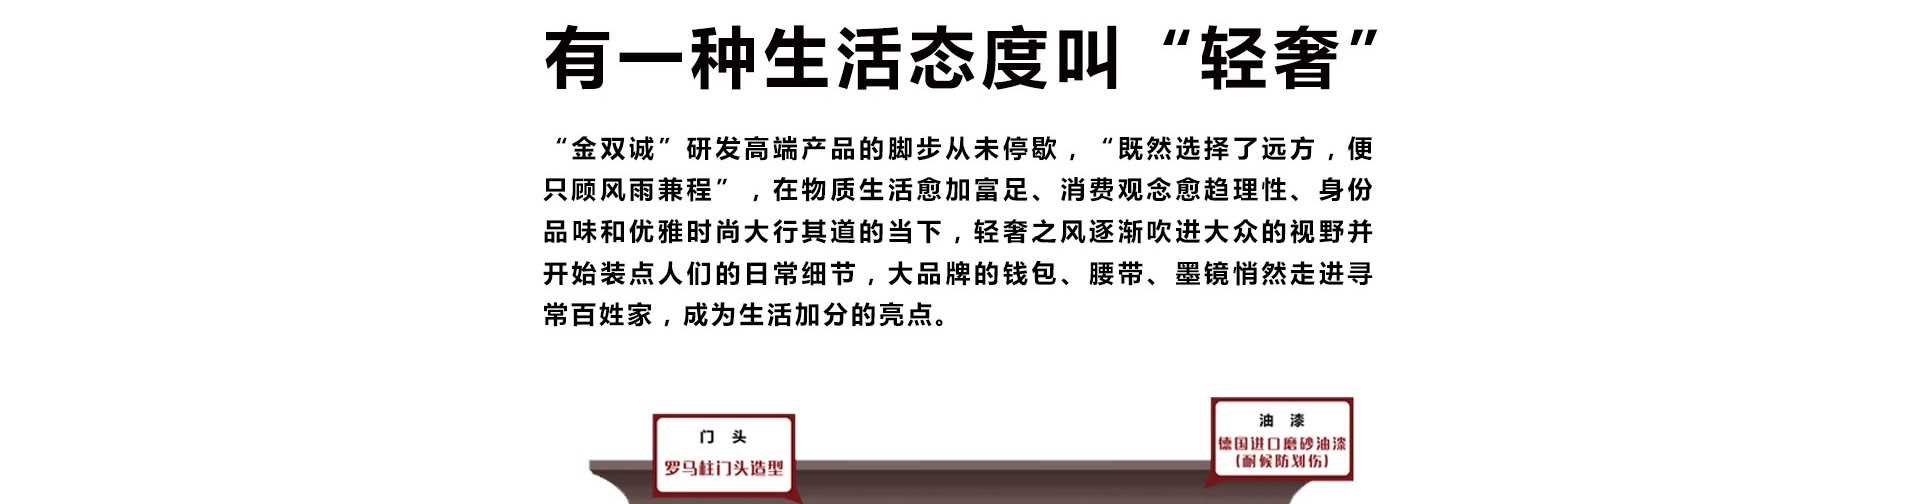 有一种生活态度叫“轻奢”
“金双诚”研发高端产品的脚步从未停歇，“既然选择了远方，便
只顾风雨兼程”，在物质生活愈加富足、消费观念愈趋理性、身份
品味和优雅时尚大行其道的当下，轻奢之风逐渐吹进大众的视野并
开始装点人们的日常细节，大品牌的钱包、腰带、墨镜悄然走进寻
常百姓家，成为生活加分的亮点。
油 漆
德国进口磨砂油漆
(耐候防划伤)
门 头
罗马柱门头造型